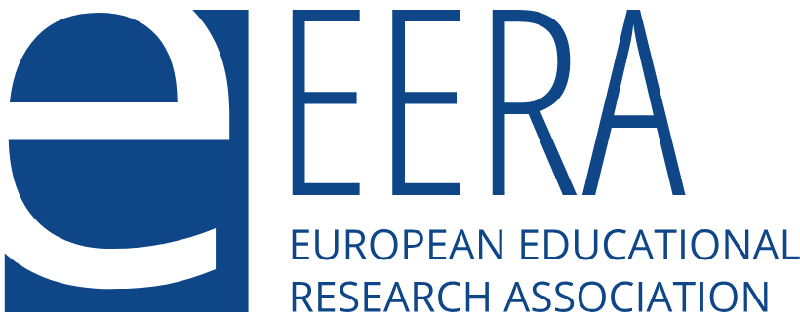 e EERA
EUROPEAN EDUCATIONAL
RESEARCH ASSOCIATION